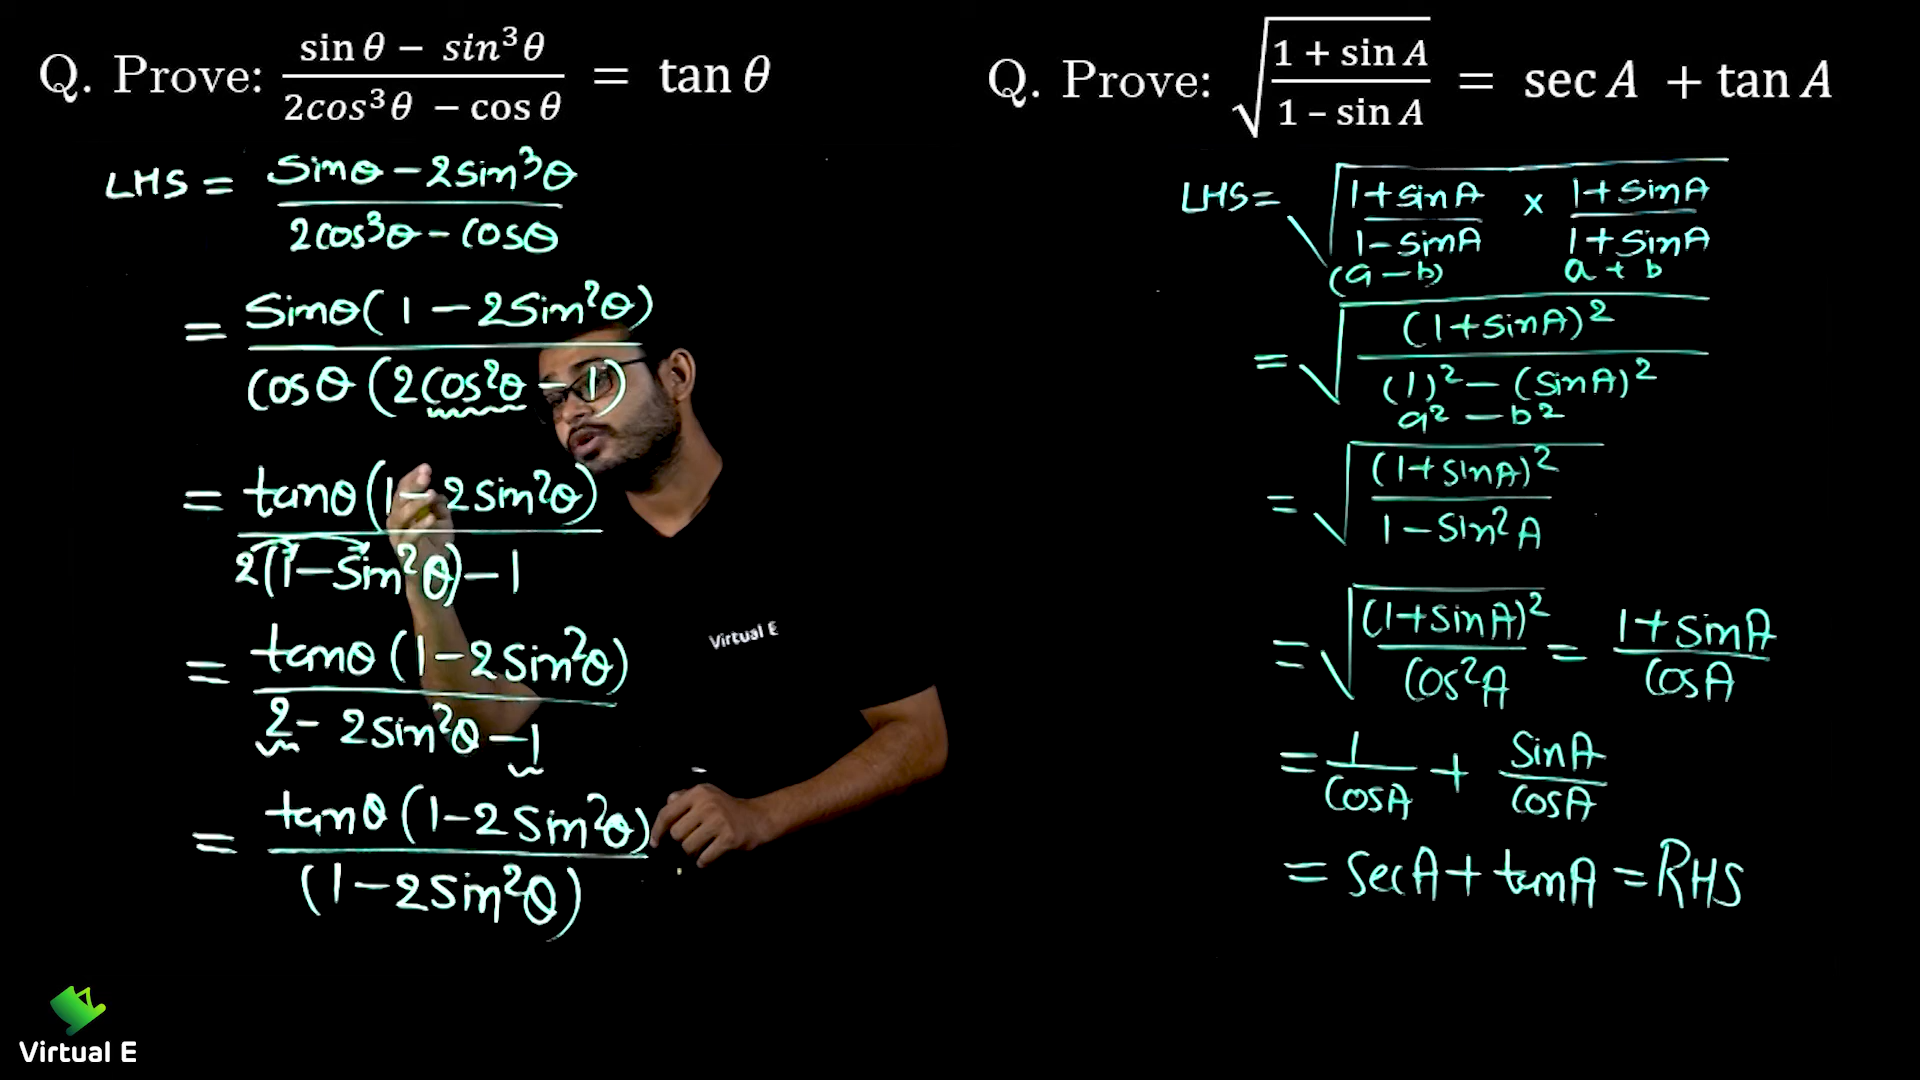 Q. Prove: (sin θ – sin³θ)/(2cos³θ – cos θ) = tan θ
LHS = (sinθ – 2sin³θ)/(2cos³θ – cosθ)
= (sinθ(1 – 2sin²θ))/(cosθ(2cos²θ – 1))
= (tanθ(1 – 2sin²θ))/(2(1 – sin²θ) – 1)
= (tanθ(1 – 2sin²θ))/(2 – 2sin²θ – 1)
= (tanθ(1 – 2sin²θ))/((1 – 2sin²θ))
Q. Prove: √((1 + sin A)/(1 – sin A)) = sec A + tan A
LHS = √((1+sinA)/(1–sinA) × (1+sinA)/(1+sinA))
(a – b) a + b
= √((1+sinA)²/((1)² – (sinA)²))
a² – b²
= √((1+sinA)²/(1 – sin²A))
= √((1+sinA)²/(cos²A)) = (1+sinA)/(cosA)
= 1/cosA + sinA/cosA
= secA + tanA = RHS
Virtual E
Virtual E